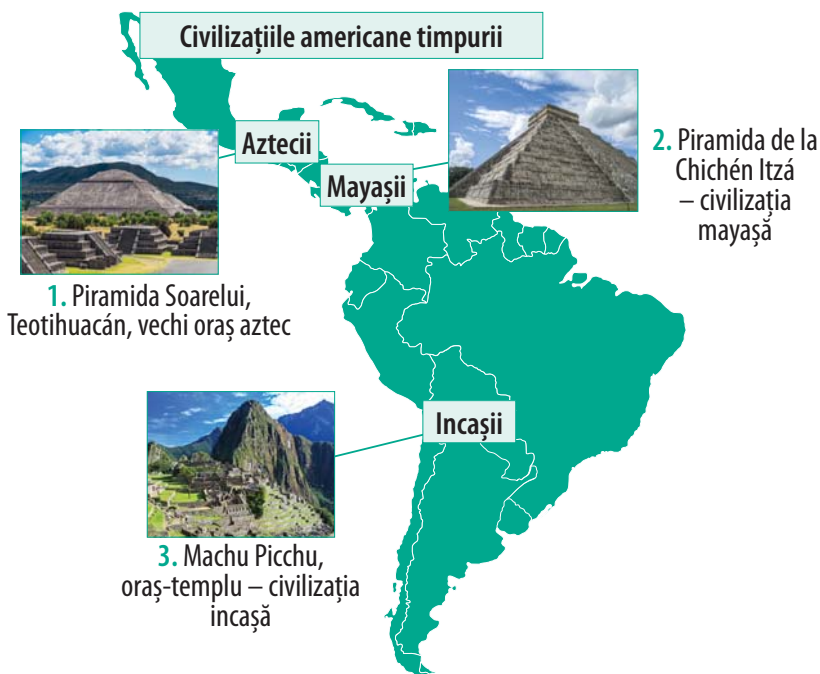 Civilizațiile americane timpurii
Aztecii
Mayașii
2. Piramida de la
Chichén Itzá
– civilizația
mayașă
1. Piramida Soarelui,
Teotihuacán, vechi oraș aztec
Incașii
3. Machu Picchu,
oraș-templu – civilizația
incașă